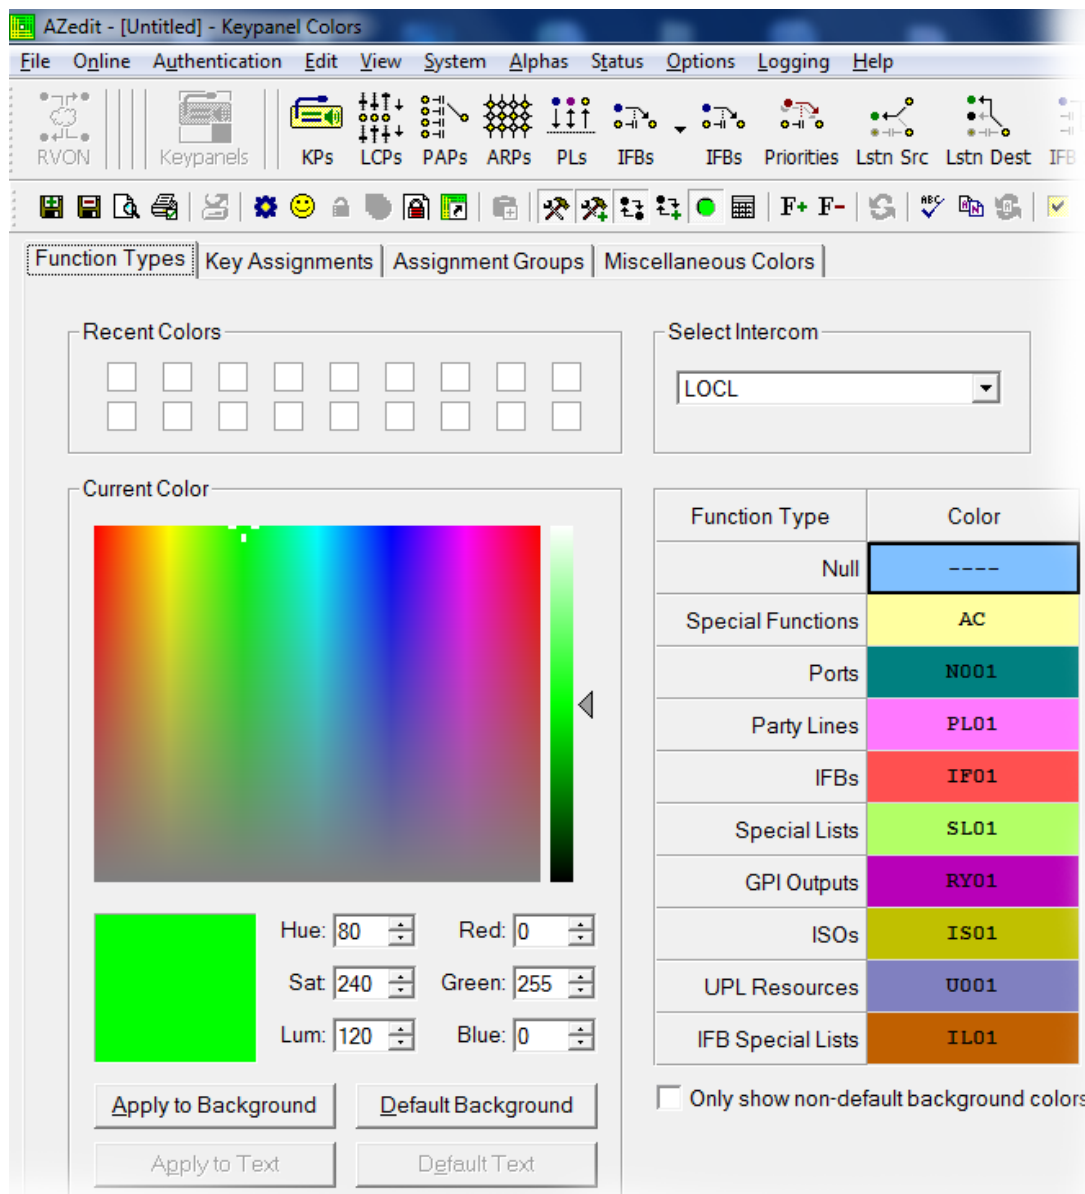 AZedit - [Untitled] - Keypanel Colors
File Online Authentication Edit View System Alphas Status Options Logging Help
RVON Keypanels KPs LCPs PAPs ARPs PLs IFBs IFBs Priorities Lstn Src Lstn Dest IFB
F+ F- ABC
Function Types Key Assignments Assignment Groups Miscellaneous Colors
Recent Colors Select Intercom
LOCL
Current Color
Function Type Color
Null ----
Special Functions AC
Ports N001
Party Lines PL01
IFBs IF01
Special Lists SL01
GPI Outputs RY01
ISOs IS01
UPL Resources U001
IFB Special Lists IL01
Hue: 80 Red: 0
Sat: 240 Green: 255
Lum: 120 Blue: 0
Only show non-default background colors
Apply to Background Default Background
Apply to Text Default Text